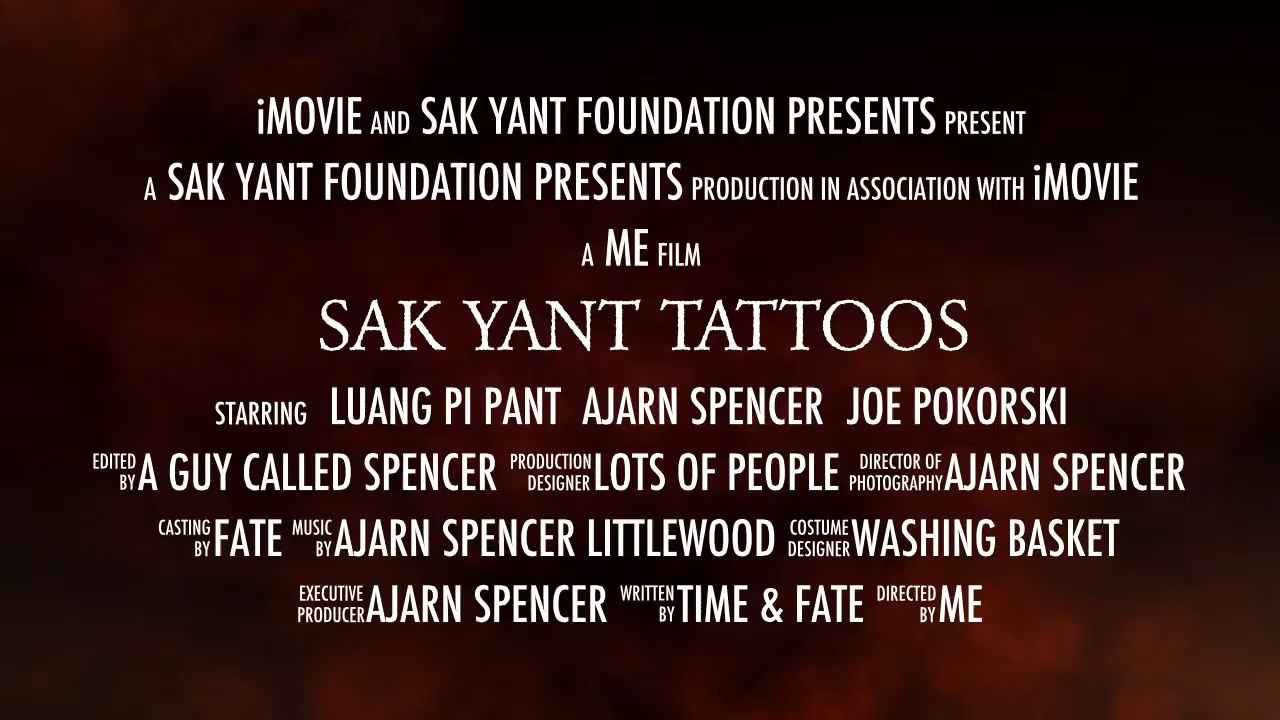 iMOVIE AND SAK YANT FOUNDATION PRESENTS PRESENT
A SAK YANT FOUNDATION PRESENTS PRODUCTION IN ASSOCIATION WITH iMOVIE
A ME FILM
SAK YANT TATTOOS
STARRING LUANG PI PANT AJARN SPENCER JOE POKORSKI
EDITED BY A GUY CALLED SPENCER PRODUCTION DESIGNER LOTS OF PEOPLE DIRECTOR OF PHOTOGRAPHY AJARN SPENCER
CASTING BY FATE MUSIC BY AJARN SPENCER LITTLEWOOD COSTUME DESIGNER WASHING BASKET
EXECUTIVE PRODUCER AJARN SPENCER WRITTEN BY TIME & FATE DIRECTED BY ME